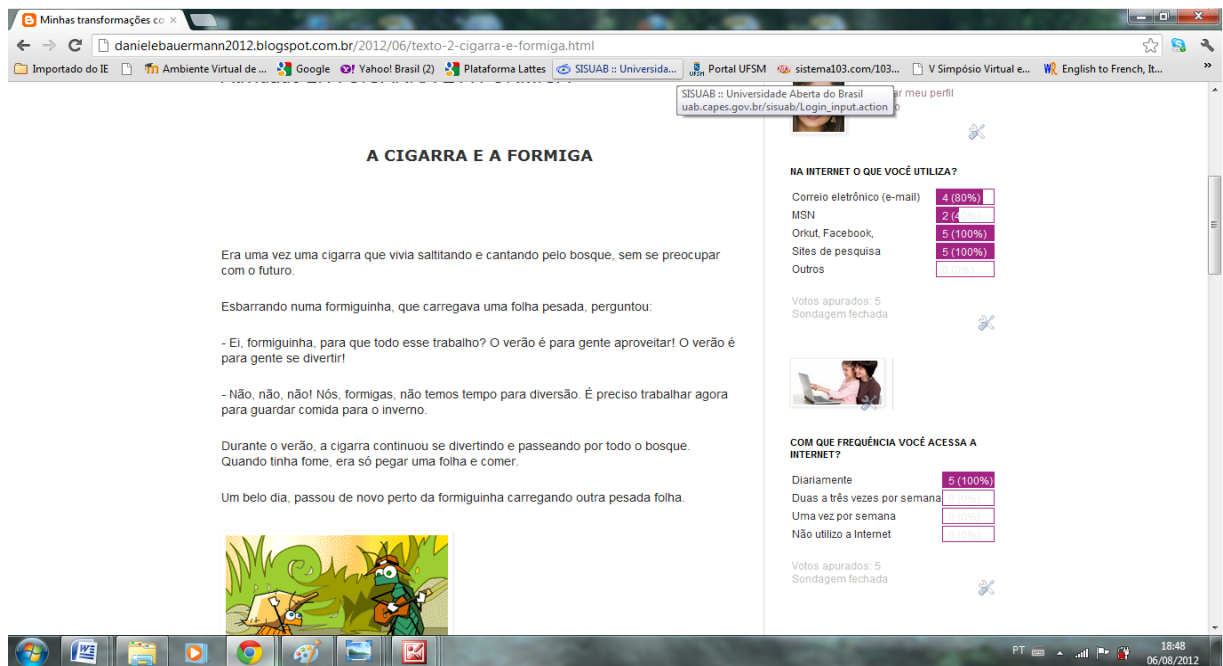 Minhas transformações co
danielebauermann2012.blogspot.com.br/2012/06/texto-2-cigarra-e-formiga.html
Importado do IE
Ambiente Virtual de ...
Google
Yahoo! Brasil (2)
Plataforma Lattes
SISUAB :: Universida...
Portal UFSM
sistema103.com/103...
V Simpósio Virtual e...
English to French, It...
SISUAB :: Universidade Aberta do Brasil
uab.capes.gov.br/sisuab/Login_input.action
meu perfil
A CIGARRA E A FORMIGA
Era uma vez uma cigarra que vivia saltitando e cantando pelo bosque, sem se preocupar
com o futuro.
Esbarrando numa formiguinha, que carregava uma folha pesada, perguntou:
- Ei, formiguinha, para que todo esse trabalho? O verão é para gente aproveitar! O verão é
para gente se divertir!
- Não, não, não! Nós, formigas, não temos tempo para diversão. É preciso trabalhar agora
para guardar comida para o inverno.
Durante o verão, a cigarra continuou se divertindo e passeando por todo o bosque.
Quando tinha fome, era só pegar uma folha e comer.
Um belo dia, passou de novo perto da formiguinha carregando outra pesada folha.
NA INTERNET O QUE VOCÊ UTILIZA?
Correio eletrônico (e-mail) 4 (80%)
MSN 2 (40%)
Orkut, Facebook, 5 (100%)
Sites de pesquisa 5 (100%)
Outros 0 (0%)
Votos apurados: 5
Sondagem fechada
COM QUE FREQUÊNCIA VOCÊ ACESSA A
INTERNET?
Diariamente 5 (100%)
Duas a três vezes por semana 0 (0%)
Uma vez por semana 0 (0%)
Não utilizo a Internet 0 (0%)
Votos apurados: 5
Sondagem fechada
PT
18:48
06/08/2012